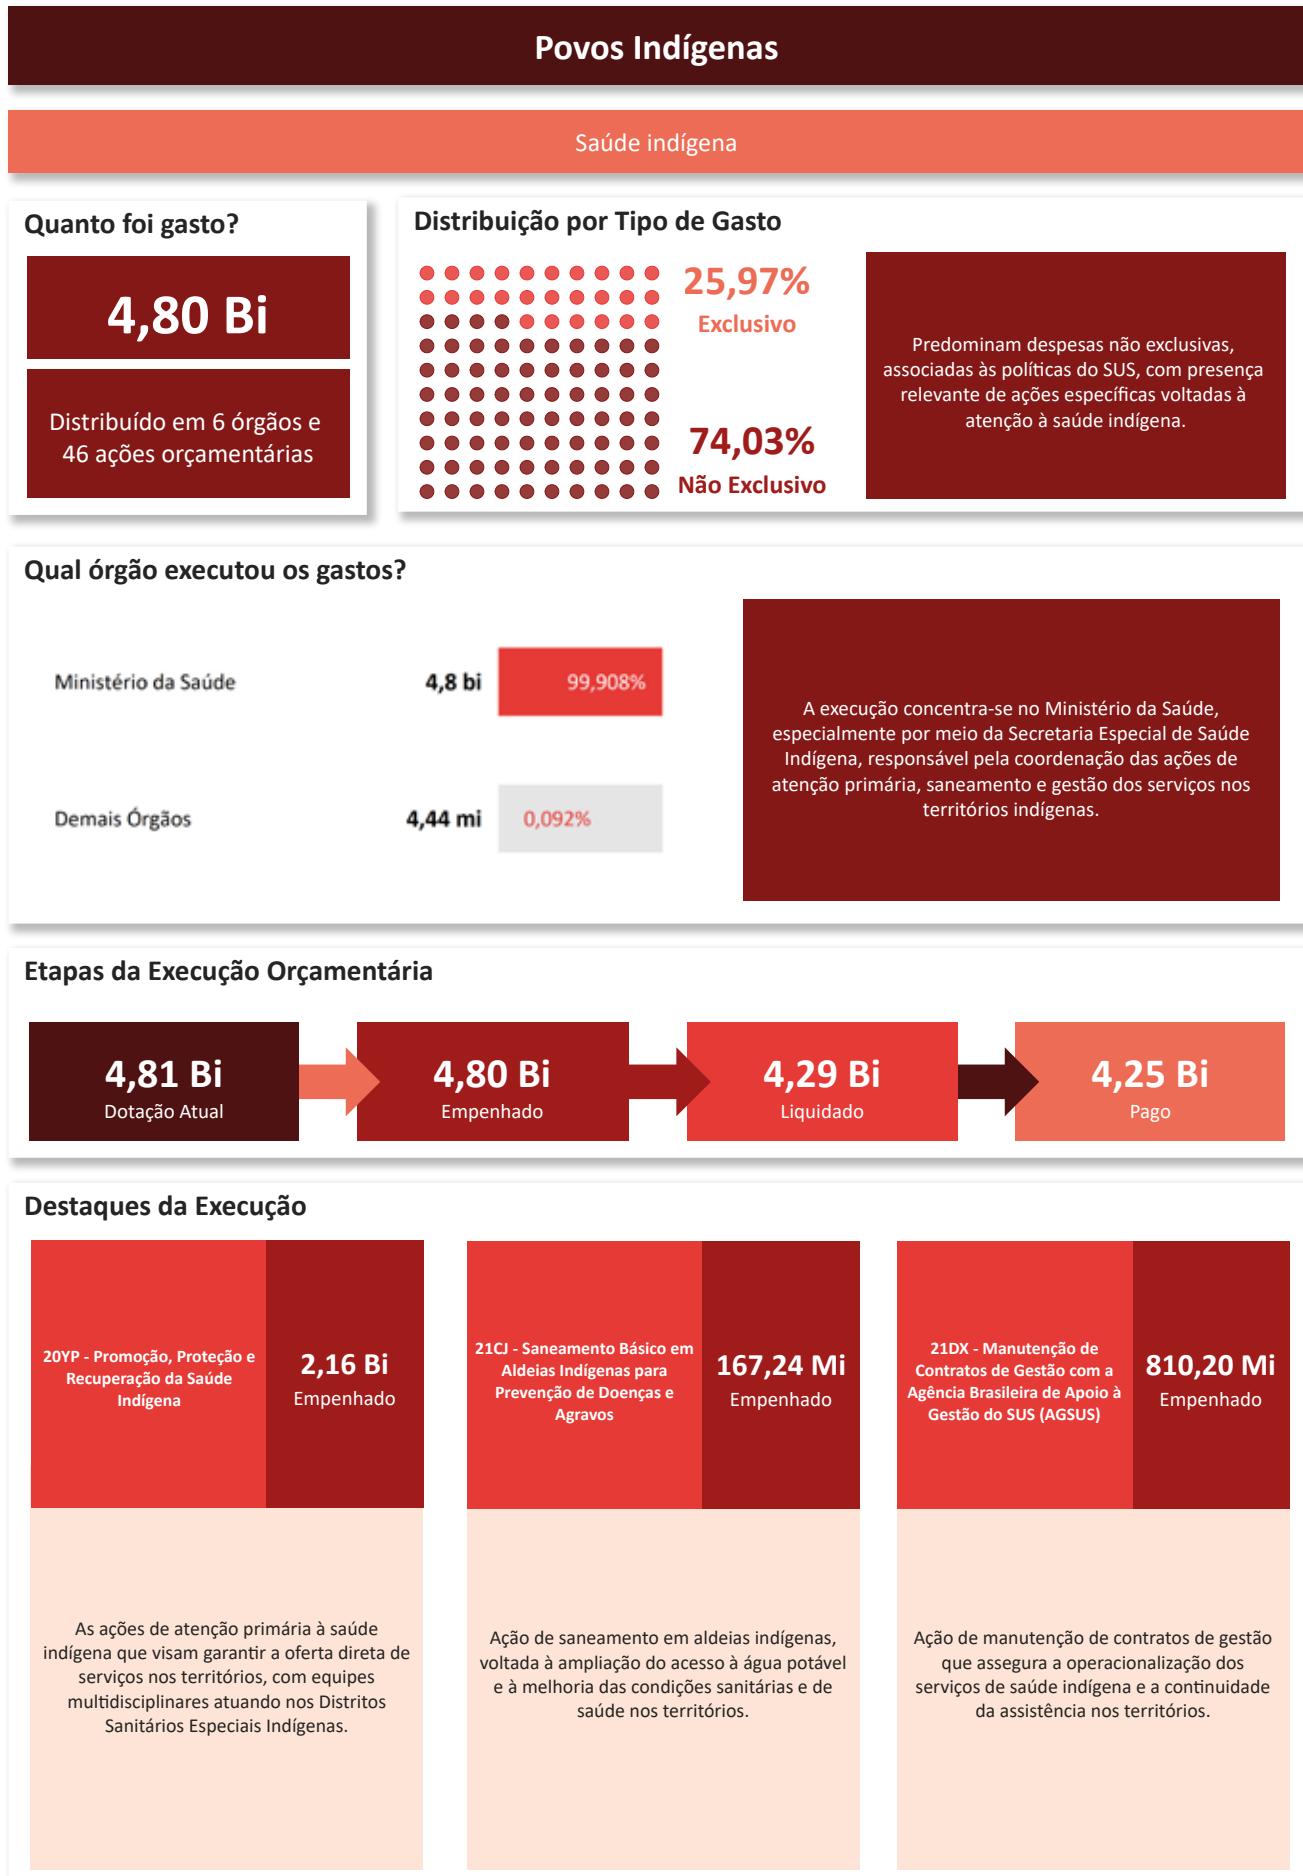 Povos Indígenas
Saúde indígena
Quanto foi gasto?
4,80 Bi
Distribuído em 6 órgãos e
46 ações orçamentárias
Distribuição por Tipo de Gasto
25,97%
Exclusivo
74,03%
Não Exclusivo
Predominam despesas não exclusivas,
associadas às políticas do SUS, com presença
relevante de ações específicas voltadas à
atenção à saúde indígena.
Qual órgão executou os gastos?
Ministério da Saúde 4,8 bi 99,908%
Demais Órgãos 4,44 mi 0,092%
A execução concentra-se no Ministério da Saúde,
especialmente por meio da Secretaria Especial de Saúde
Indígena, responsável pela coordenação das ações de
atenção primária, saneamento e gestão dos serviços nos
territórios indígenas.
Etapas da Execução Orçamentária
4,81 Bi
Dotação Atual
4,80 Bi
Empenhado
4,29 Bi
Liquidado
4,25 Bi
Pago
Destaques da Execução
20YP - Promoção, Proteção e
Recuperação da Saúde
Indígena
2,16 Bi
Empenhado
As ações de atenção primária à saúde
indígena que visam garantir a oferta direta de
serviços nos territórios, com equipes
multidisciplinares atuando nos Distritos
Sanitários Especiais Indígenas.
21CJ - Saneamento Básico em
Aldeias Indígenas para
Prevenção de Doenças e
Agravos
167,24 Mi
Empenhado
Ação de saneamento em aldeias indígenas,
voltada à ampliação do acesso à água potável
e à melhoria das condições sanitárias e de
saúde nos territórios.
21DX - Manutenção de
Contratos de Gestão com a
Agência Brasileira de Apoio à
Gestão do SUS (AGSUS)
810,20 Mi
Empenhado
Ação de manutenção de contratos de gestão
que assegura a operacionalização dos
serviços de saúde indígena e a continuidade
da assistência nos territórios.